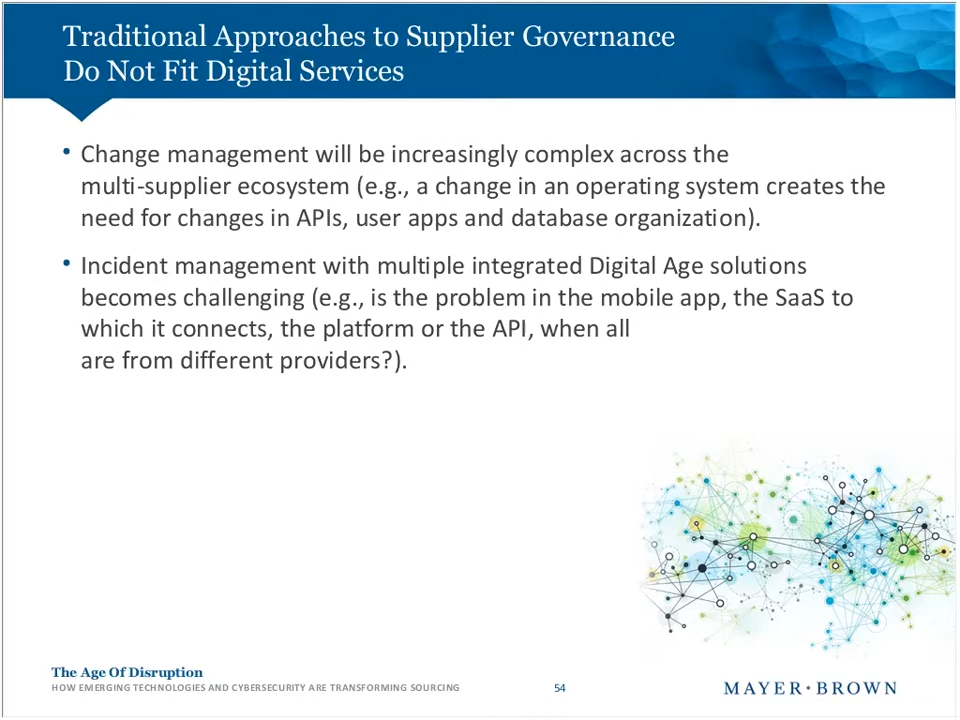 Traditional Approaches to Supplier Governance
Do Not Fit Digital Services
• Change management will be increasingly complex across the
multi-supplier ecosystem (e.g., a change in an operating system creates the
need for changes in APIs, user apps and database organization).
• Incident management with multiple integrated Digital Age solutions
becomes challenging (e.g., is the problem in the mobile app, the SaaS to
which it connects, the platform or the API, when all
are from different providers?).
The Age Of Disruption
HOW EMERGING TECHNOLOGIES AND CYBERSECURITY ARE TRANSFORMING SOURCING
54
MAYER•BROWN